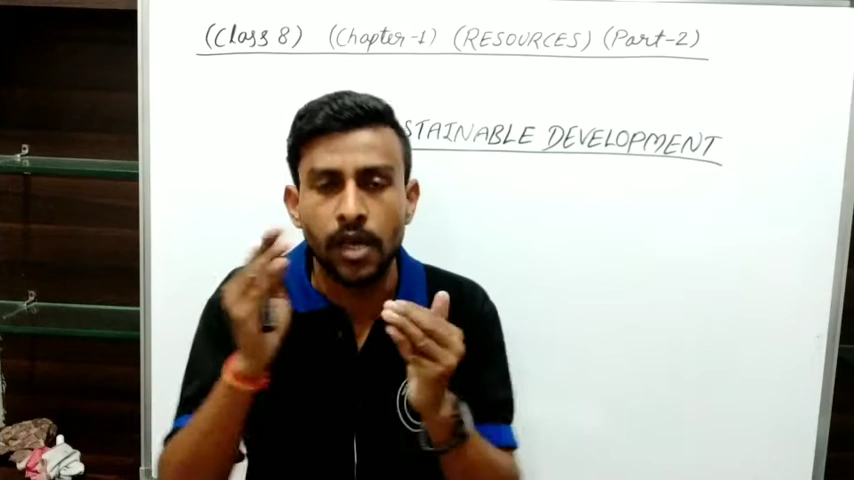 (Class 8) (Chapter-1) (RESOURCES) (Part-2)
STAINABLE DEVELOPMENT